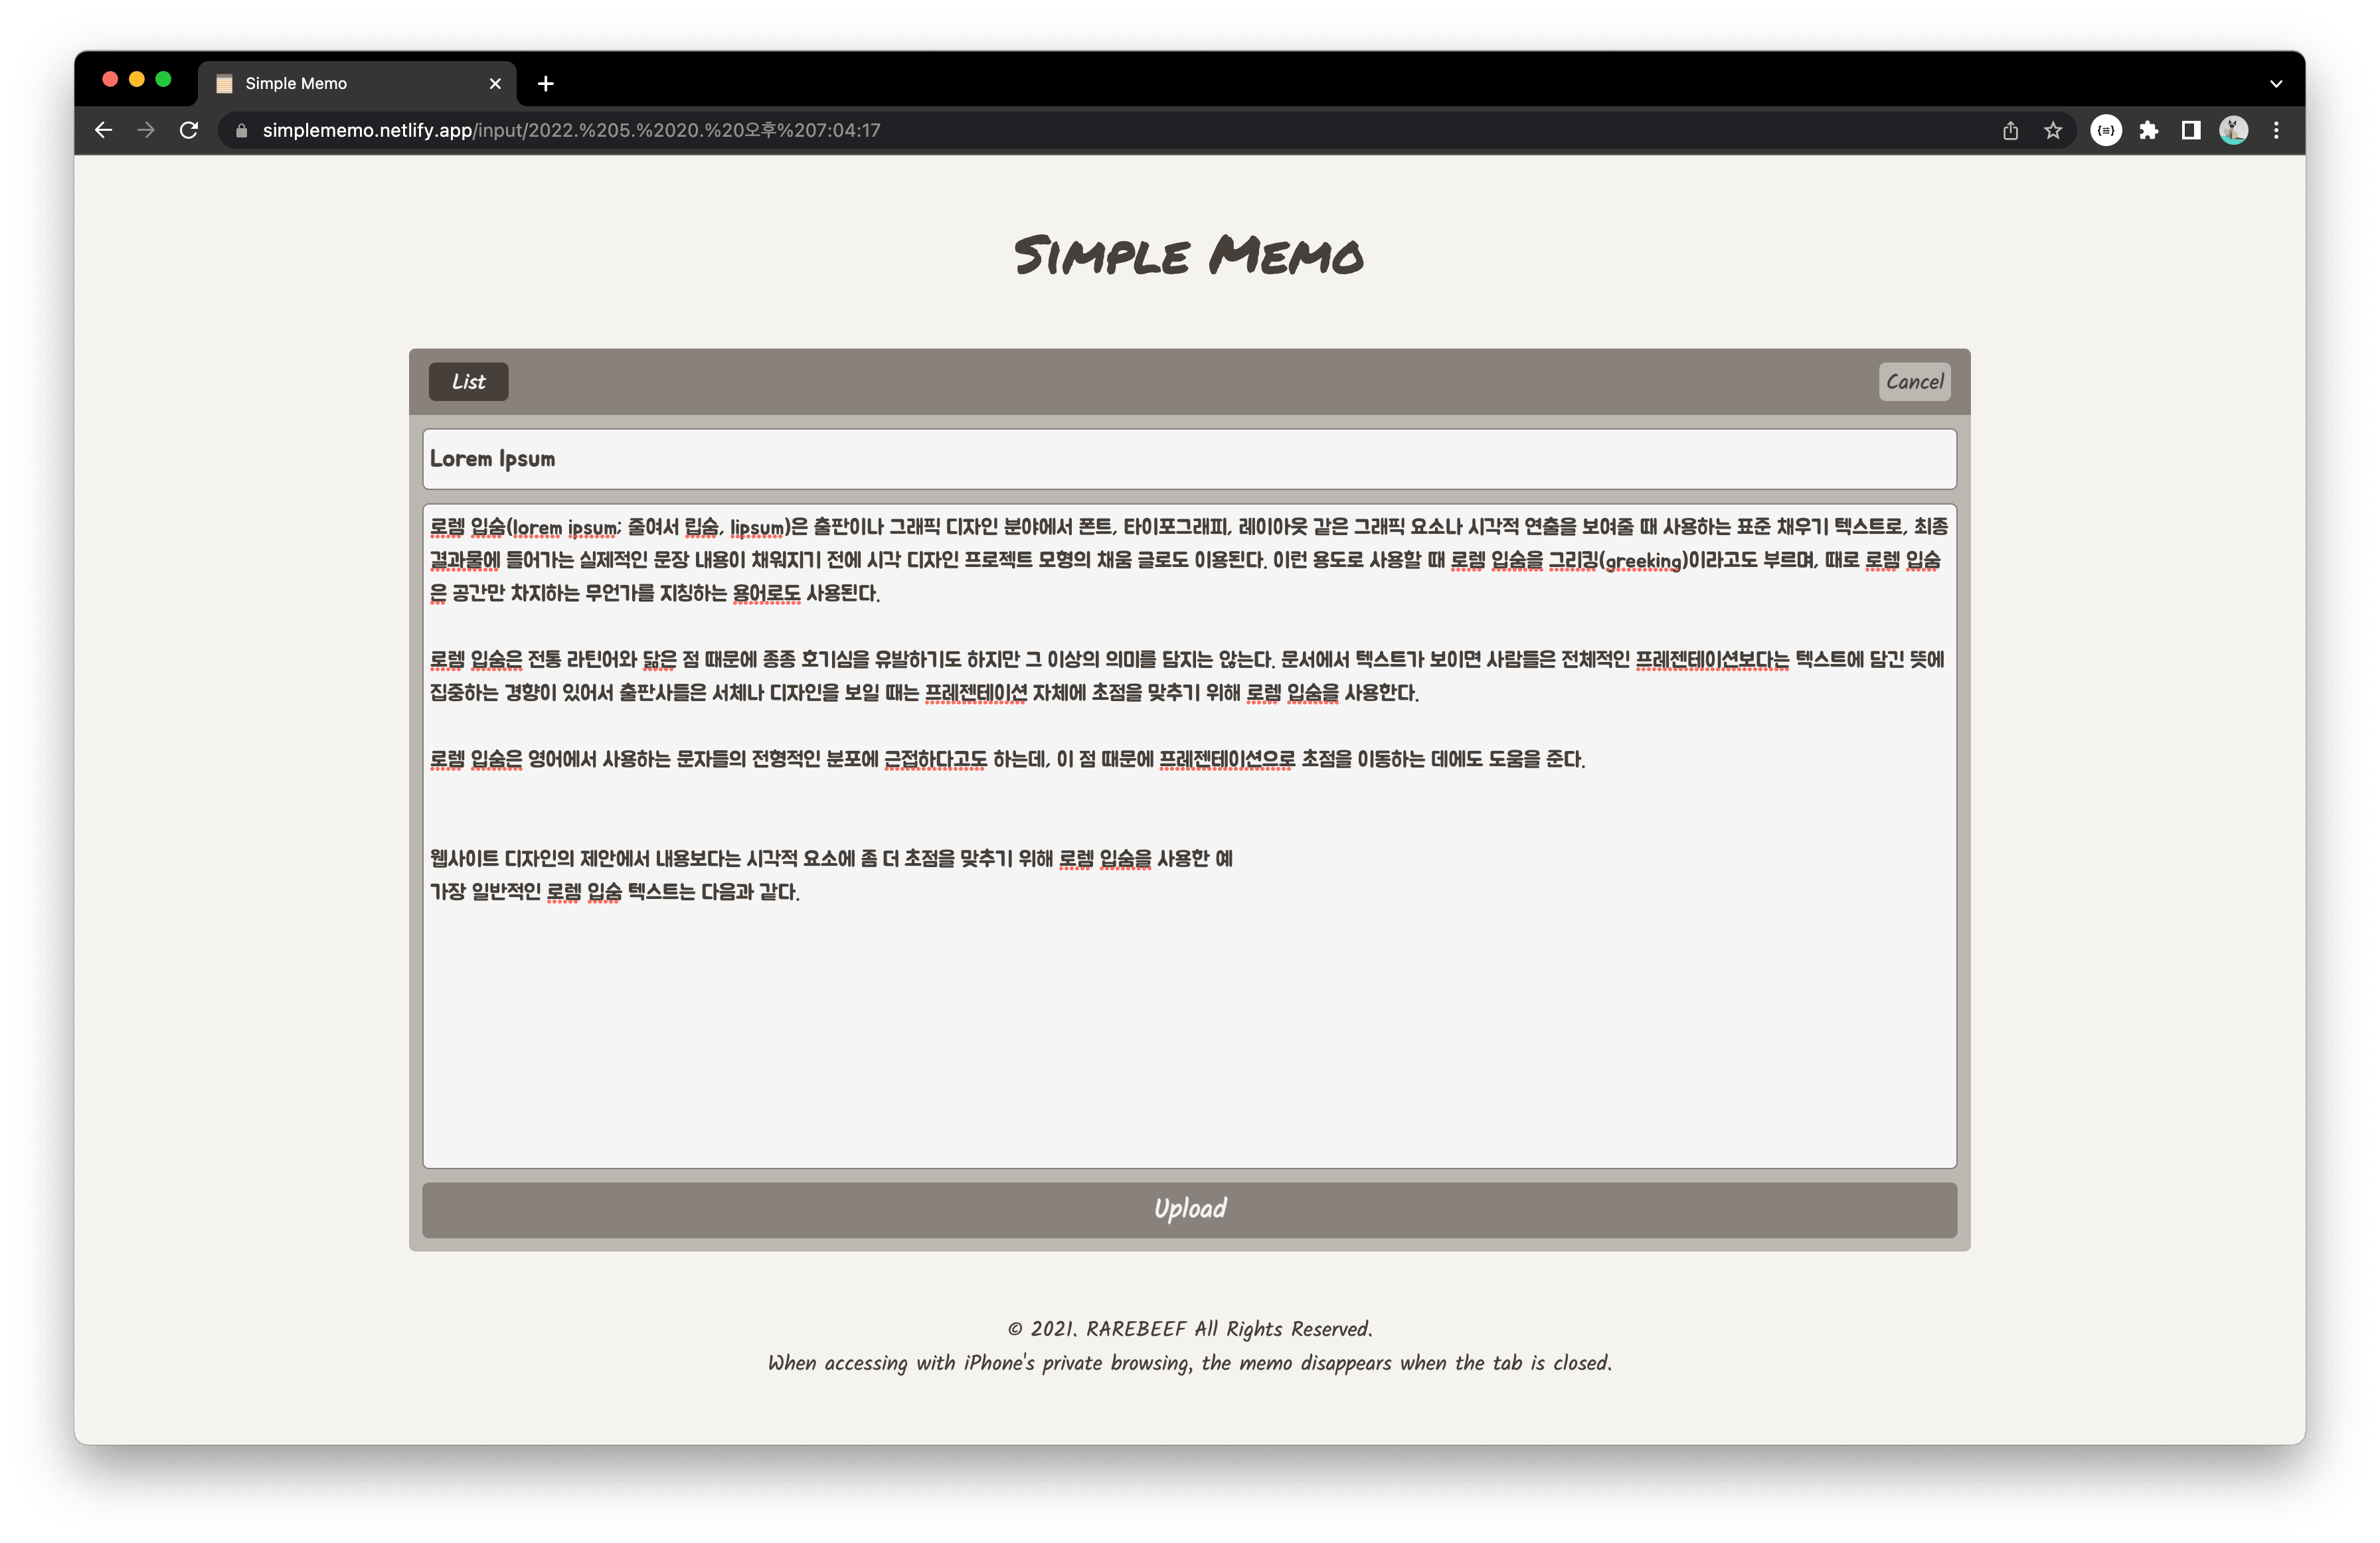 Simple Memo
simplememo.netlify.app/input/2022.%205.%2020.%20오후%207:04:17
Simple Memo
List
Cancel
Lorem Ipsum
로렘 입숨(lorem ipsum; 줄여서 립숨, lipsum)은 출판이나 그래픽 디자인 분야에서 폰트, 타이포그래피, 레이아웃 같은 그래픽 요소나 시각적 연출을 보여줄 때 사용하는 표준 채우기 텍스트로, 최종
결과물에 들어가는 실제적인 문장 내용이 채워지기 전에 시각 디자인 프로젝트 모형의 채움 글로도 이용된다. 이런 용도로 사용할 때 로렘 입숨을 그리킹(greeking)이라고도 부르며, 때로 로렘 입숨
은 공간만 차지하는 무언가를 지칭하는 용어로도 사용된다.
로렘 입숨은 전통 라틴어와 닮은 점 때문에 종종 호기심을 유발하기도 하지만 그 이상의 의미를 담지는 않는다. 문서에서 텍스트가 보이면 사람들은 전체적인 프레젠테이션보다는 텍스트에 담긴 뜻에
집중하는 경향이 있어서 출판사들은 서체나 디자인을 보일 때는 프레젠테이션 자체에 초점을 맞추기 위해 로렘 입숨을 사용한다.
로렘 입숨은 영어에서 사용하는 문자들의 전형적인 분포에 근접하다고도 하는데, 이 점 때문에 프레젠테이션으로 초점을 이동하는 데에도 도움을 준다.
웹사이트 디자인의 제안에서 내용보다는 시각적 요소에 좀 더 초점을 맞추기 위해 로렘 입숨을 사용한 예
가장 일반적인 로렘 입숨 텍스트는 다음과 같다.
Upload
© 2021. RAREBEEF All Rights Reserved.
When accessing with iPhone's private browsing, the memo disappears when the tab is closed.